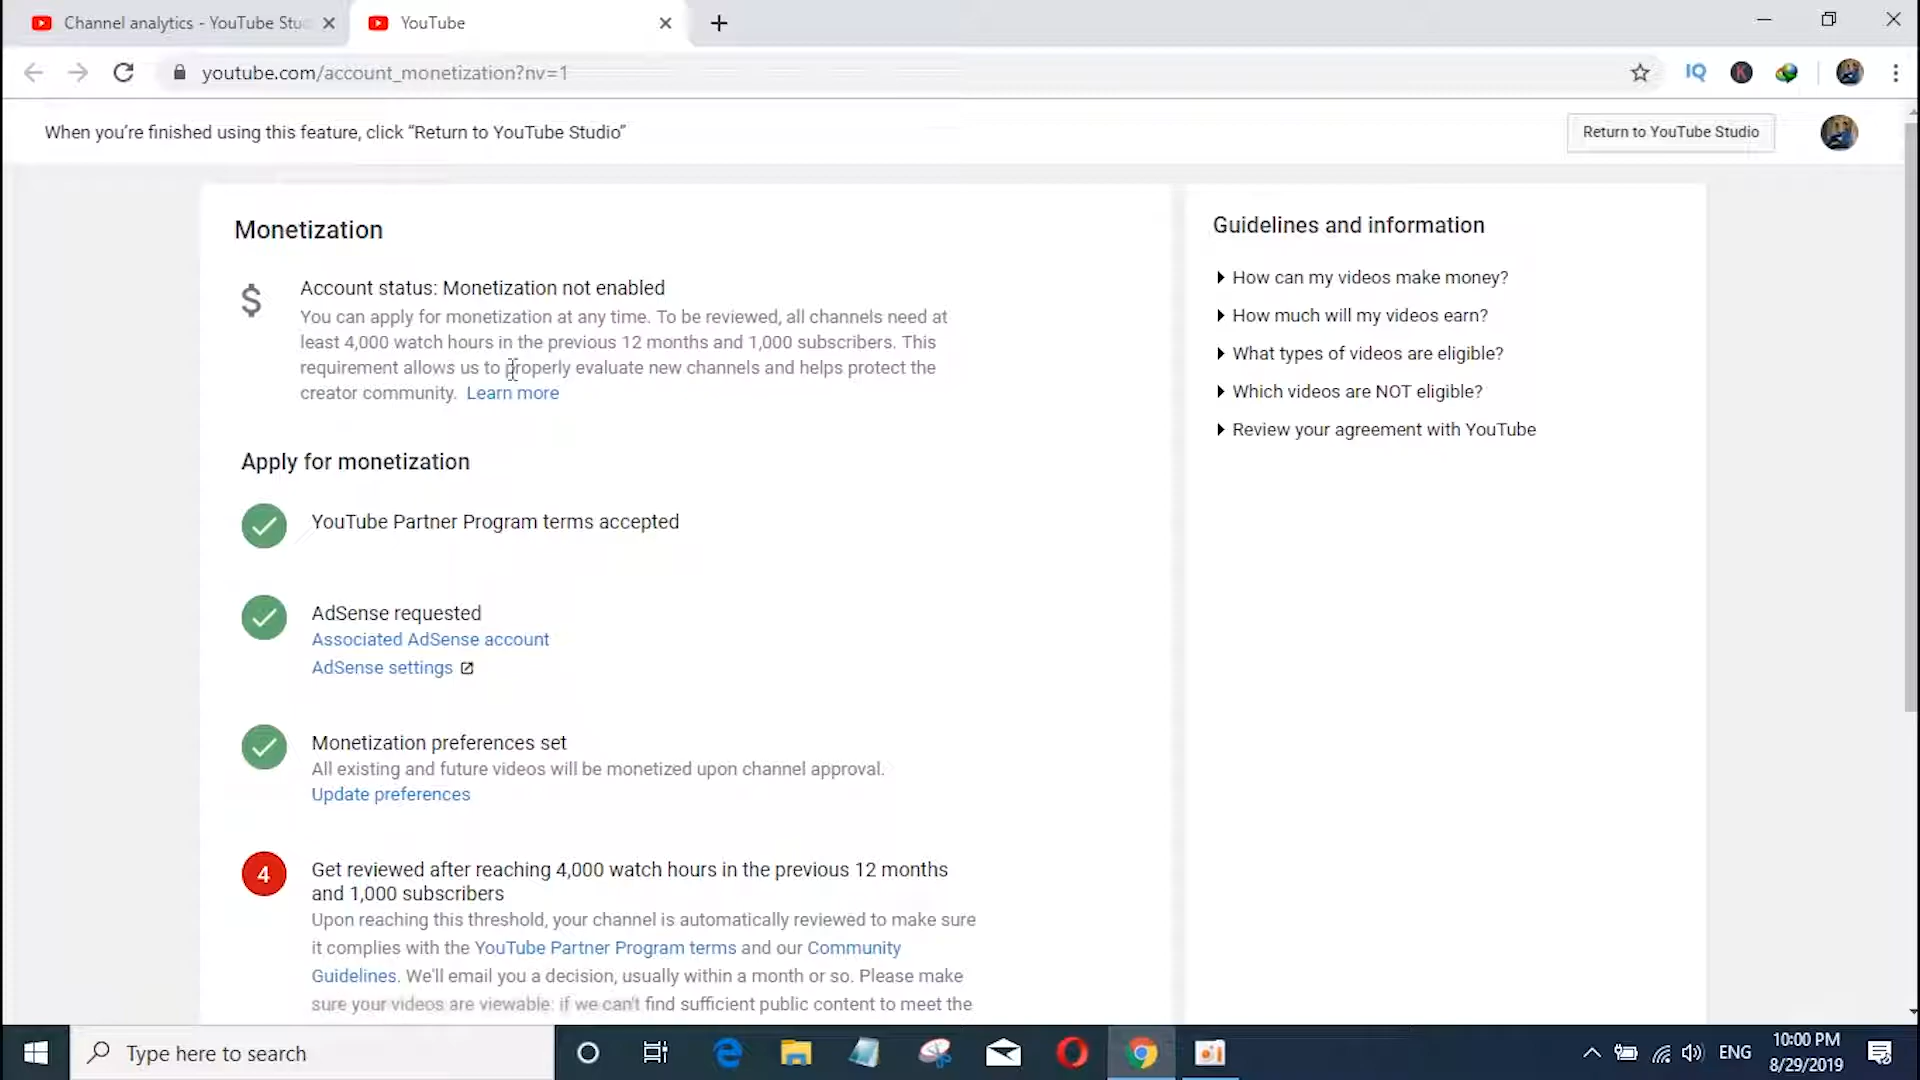 Channel analytics - YouTube Stu
YouTube
youtube.com/account_monetization?nv=1
IQ
K
When you're finished using this feature, click “Return to YouTube Studio”
Return to YouTube Studio
Monetization
$
Account status: Monetization not enabled
You can apply for monetization at any time. To be reviewed, all channels need at
least 4,000 watch hours in the previous 12 months and 1,000 subscribers. This
requirement allows us to properly evaluate new channels and helps protect the
creator community. Learn more
Apply for monetization
YouTube Partner Program terms accepted
AdSense requested
Associated AdSense account
AdSense settings
Monetization preferences set
All existing and future videos will be monetized upon channel approval.
Update preferences
4
Get reviewed after reaching 4,000 watch hours in the previous 12 months
and 1,000 subscribers
Upon reaching this threshold, your channel is automatically reviewed to make sure
it complies with the YouTube Partner Program terms and our Community
Guidelines. We'll email you a decision, usually within a month or so. Please make
sure your videos are viewable: if we can't find sufficient public content to meet the
Guidelines and information
How can my videos make money?
How much will my videos earn?
What types of videos are eligible?
Which videos are NOT eligible?
Review your agreement with YouTube
Type here to search
ENG
10:00 PM
8/29/2019